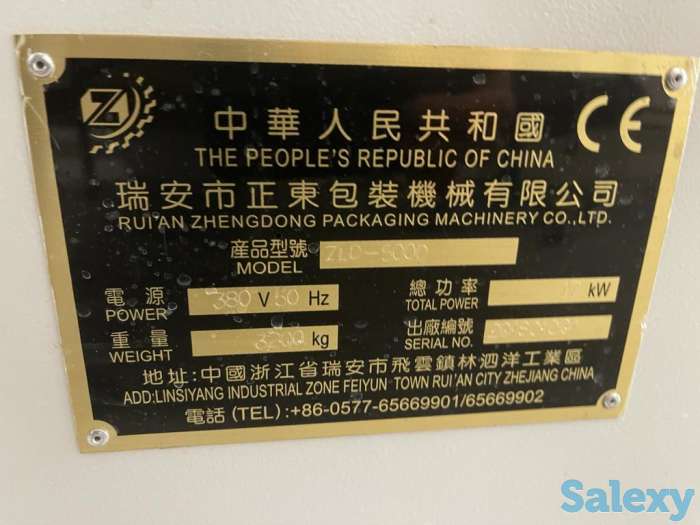 Z
中華人民共和國
CE
THE PEOPLE'S REPUBLIC OF CHINA
瑞安市正東包装機械有限公司
RUI'AN ZHENGDONG PACKAGING MACHINERY CO.,LTD.
産品型號
MODEL
電源 380 V 50 Hz
POWER
總功率 kW
TOTAL POWER
重量 3200 kg
WEIGHT
出廠編號
SERIAL NO.
地址:中國浙江省瑞安市飛雲鎮林泗洋工業區
ADD:LINSIYANG INDUSTRIAL ZONE FEIYUN TOWN RUI'AN CITY ZHEJIANG CHINA
電話 (TEL):+86-0577-65669901/65669902
Salexy